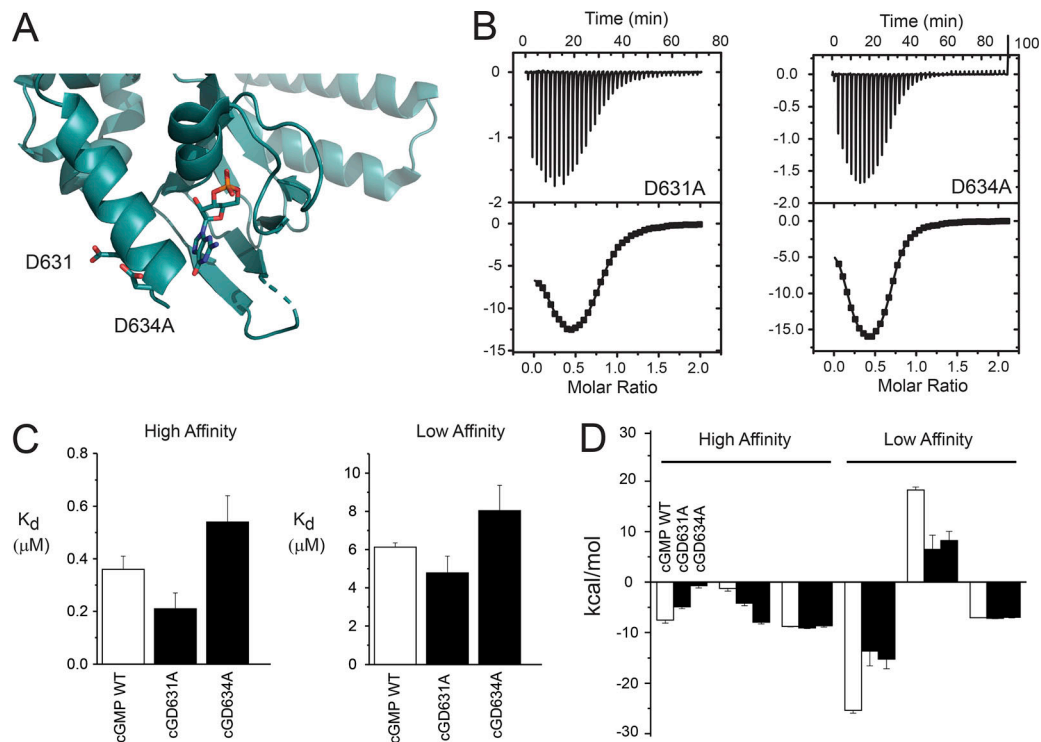 A
D631
D634A
B
Time (min)
0 20 40 60 80
0
-1
-2
D631A
0
-5
-10
-15
0.0 0.5 1.0 1.5 2.0
Molar Ratio
Time (min)
0 20 40 60 80 100
0.0
-0.5
-1.0
-1.5
-2.0
D634A
0.0
-5.0
-10.0
-15.0
0.0 0.5 1.0 1.5 2.0
Molar Ratio
C
High Affinity
0.8
0.6
0.4
0.2
0.0
Kd
(μM)
cGMP WT
cGD631A
cGD634A
Low Affinity
10
8
6
4
2
0
Kd
(μM)
cGMP WT
cGD631A
cGD634A
D
30
20
10
0
-10
-20
-30
kcal/mol
High Affinity
Low Affinity
cGMP WT
cGD631A
cGD634A